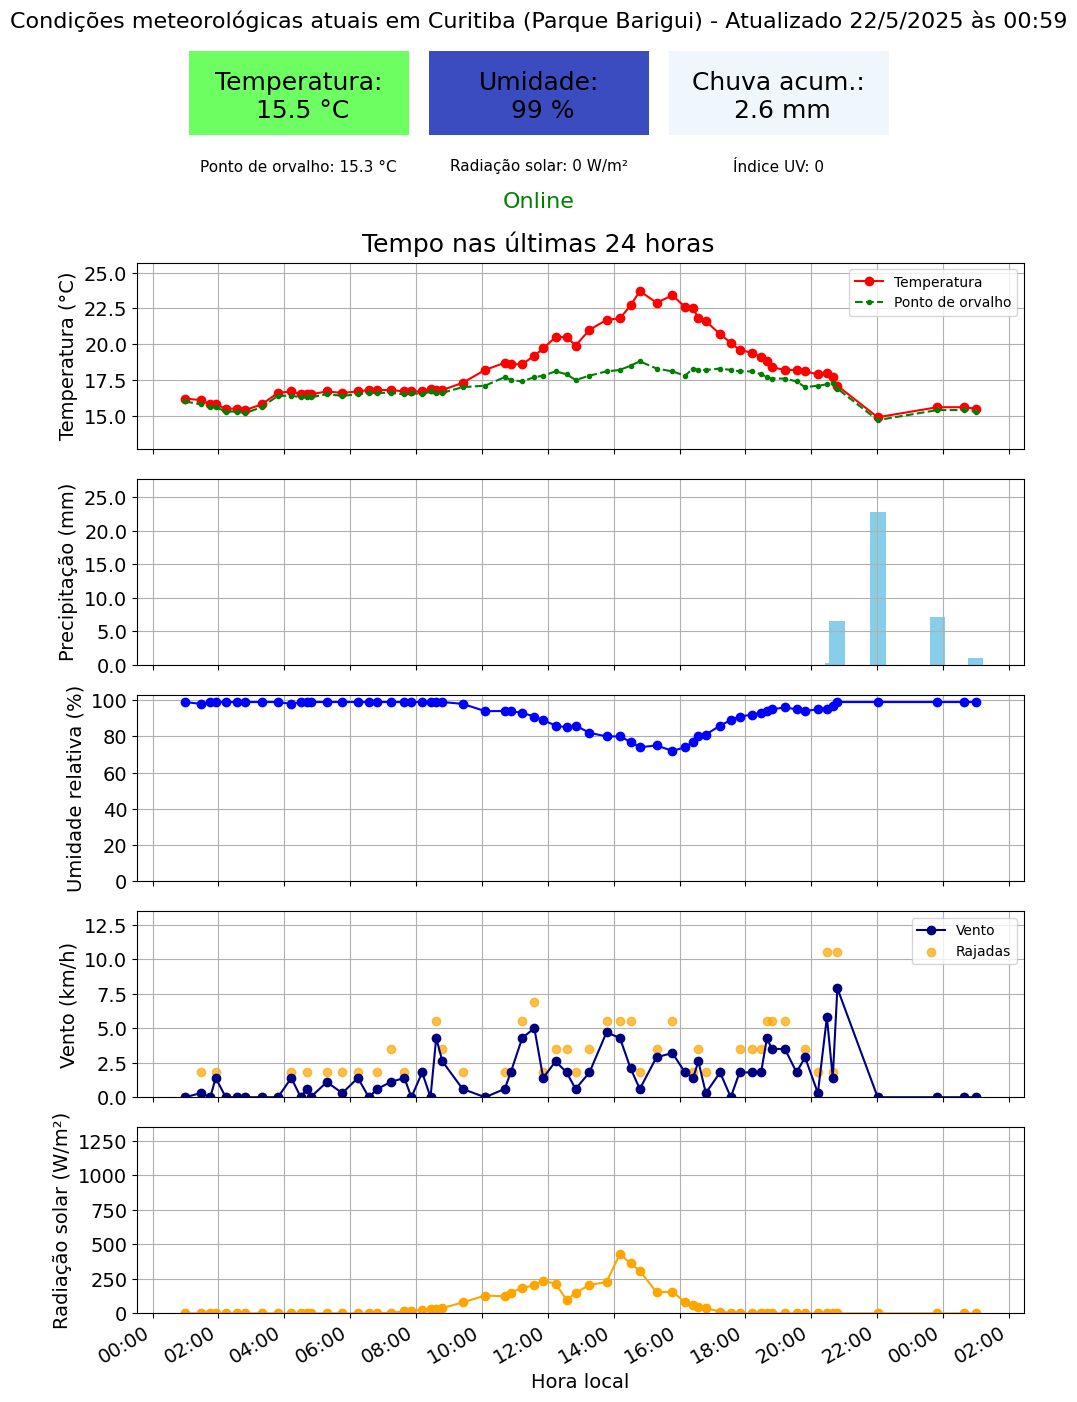 Condições meteorológicas atuais em Curitiba (Parque Barigui) - Atualizado 22/5/2025 às 00:59
Temperatura:
15.5 °C
Umidade:
99 %
Chuva acum.:
2.6 mm
Ponto de orvalho: 15.3 °C
Radiação solar: 0 W/m²
Índice UV: 0
Online
Tempo nas últimas 24 horas
Temperatura (°C)
25.0
22.5
20.0
17.5
15.0
Temperatura
Ponto de orvalho
Precipitação (mm)
25.0
20.0
15.0
10.0
5.0
0.0
Umidade relativa (%)
100
80
60
40
20
0
Vento (km/h)
12.5
10.0
7.5
5.0
2.5
0.0
Vento
Rajadas
Radiação solar (W/m²)
1250
1000
750
500
250
0
00:00
02:00
04:00
06:00
08:00
10:00
12:00
14:00
16:00
18:00
20:00
22:00
00:00
02:00
Hora local